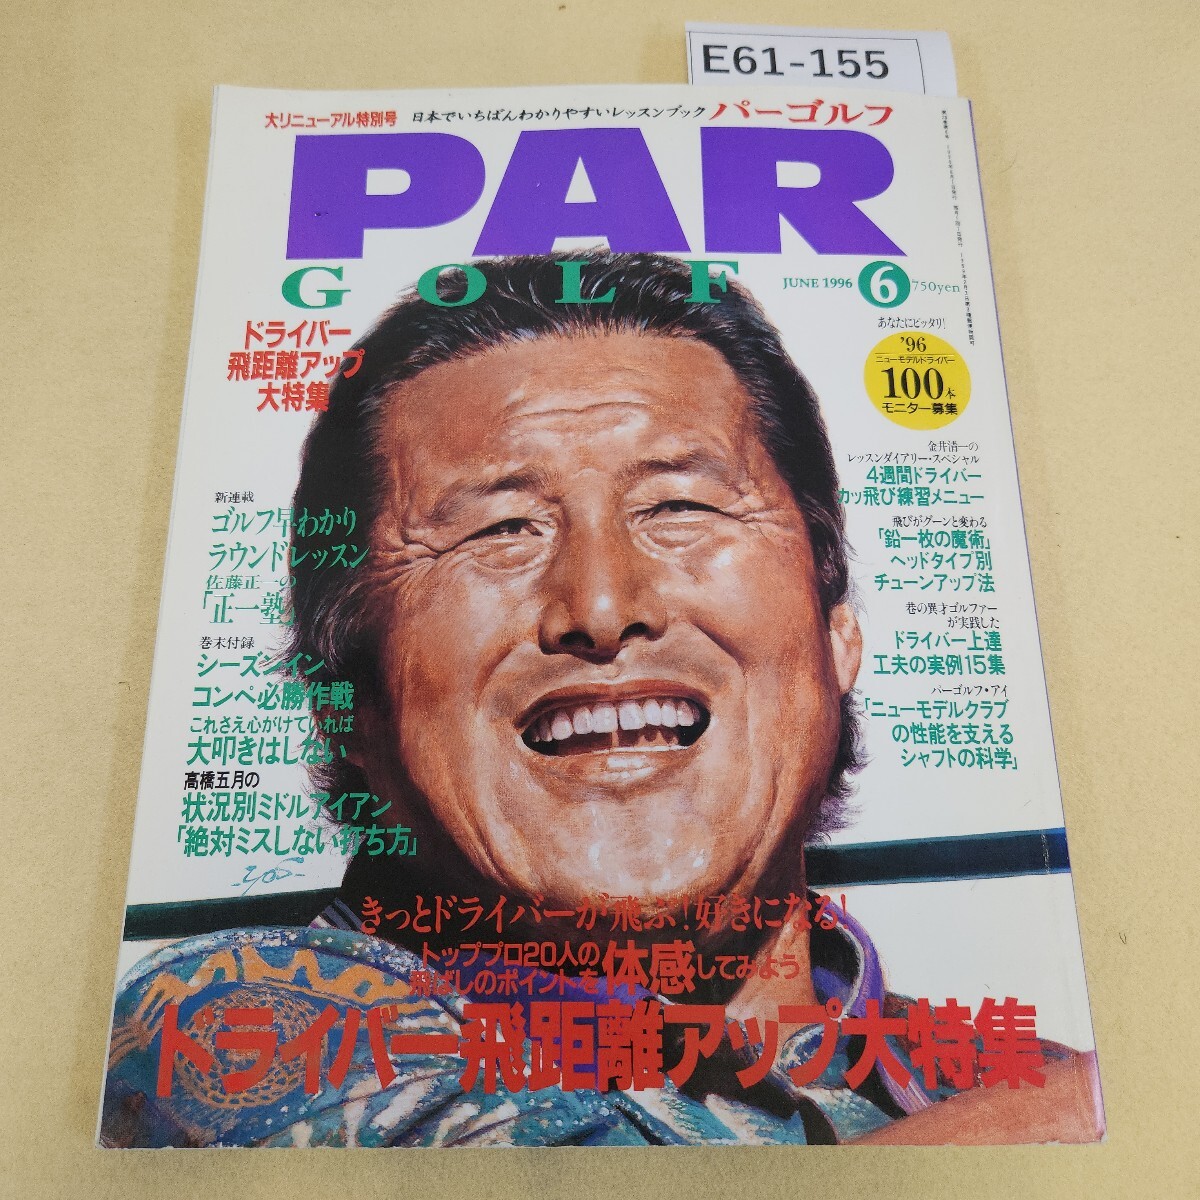 E61-155
大リニューアル特別号 日本でいちばんわかりやすいレッスンブック パーゴルフ
PAR
GOLF
JUNE 1996 6 750yen
ドライバー
飛距離アップ
大特集
あなたにピッタリ!
'96
ニューモデルドライバー
100本
モニター募集
金井清一の
レッスンダイアリー・スペシャル
4週間ドライバー
カッ飛び練習メニュー
新連載
ゴルフ早わかり
ラウンドレッスン
佐藤正一の
「正一塾」
飛びがグーンと変わる
「鉛一枚の魔術」
ヘッドタイプ別
チューンアップ法
巷の異才ゴルファー
が実践した
ドライバー上達
工夫の実例15集
巻末付録
シーズンイン
コンペ必勝作戦
これさえ心がけていれば
大叩きはしない
パーゴルフ・アイ
「ニューモデルクラブ
の性能を支える
シャフトの科学」
高橋五月の
状況別ミドルアイアン
「絶対ミスしない打ち方」
きっとドライバーが飛ぶ!好きになる!
トッププロ20人の
飛ばしのポイントを体感してみよう
ドライバー飛距離アップ大特集